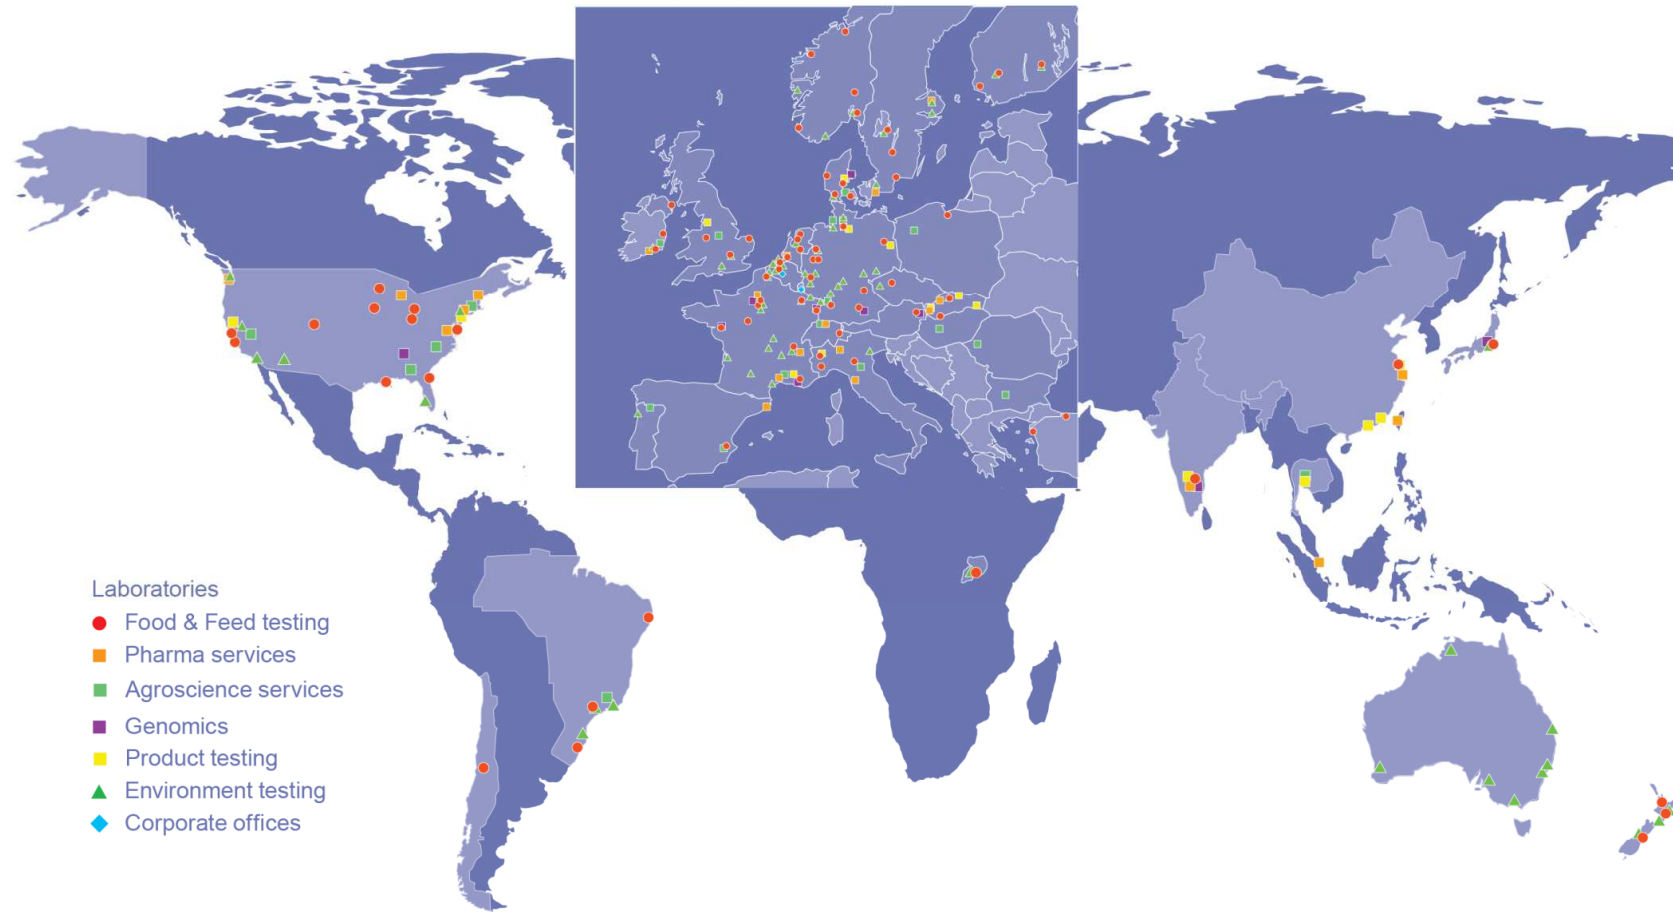 Laboratories
Food & Feed testing
Pharma services
Agroscience services
Genomics
Product testing
Environment testing
Corporate offices